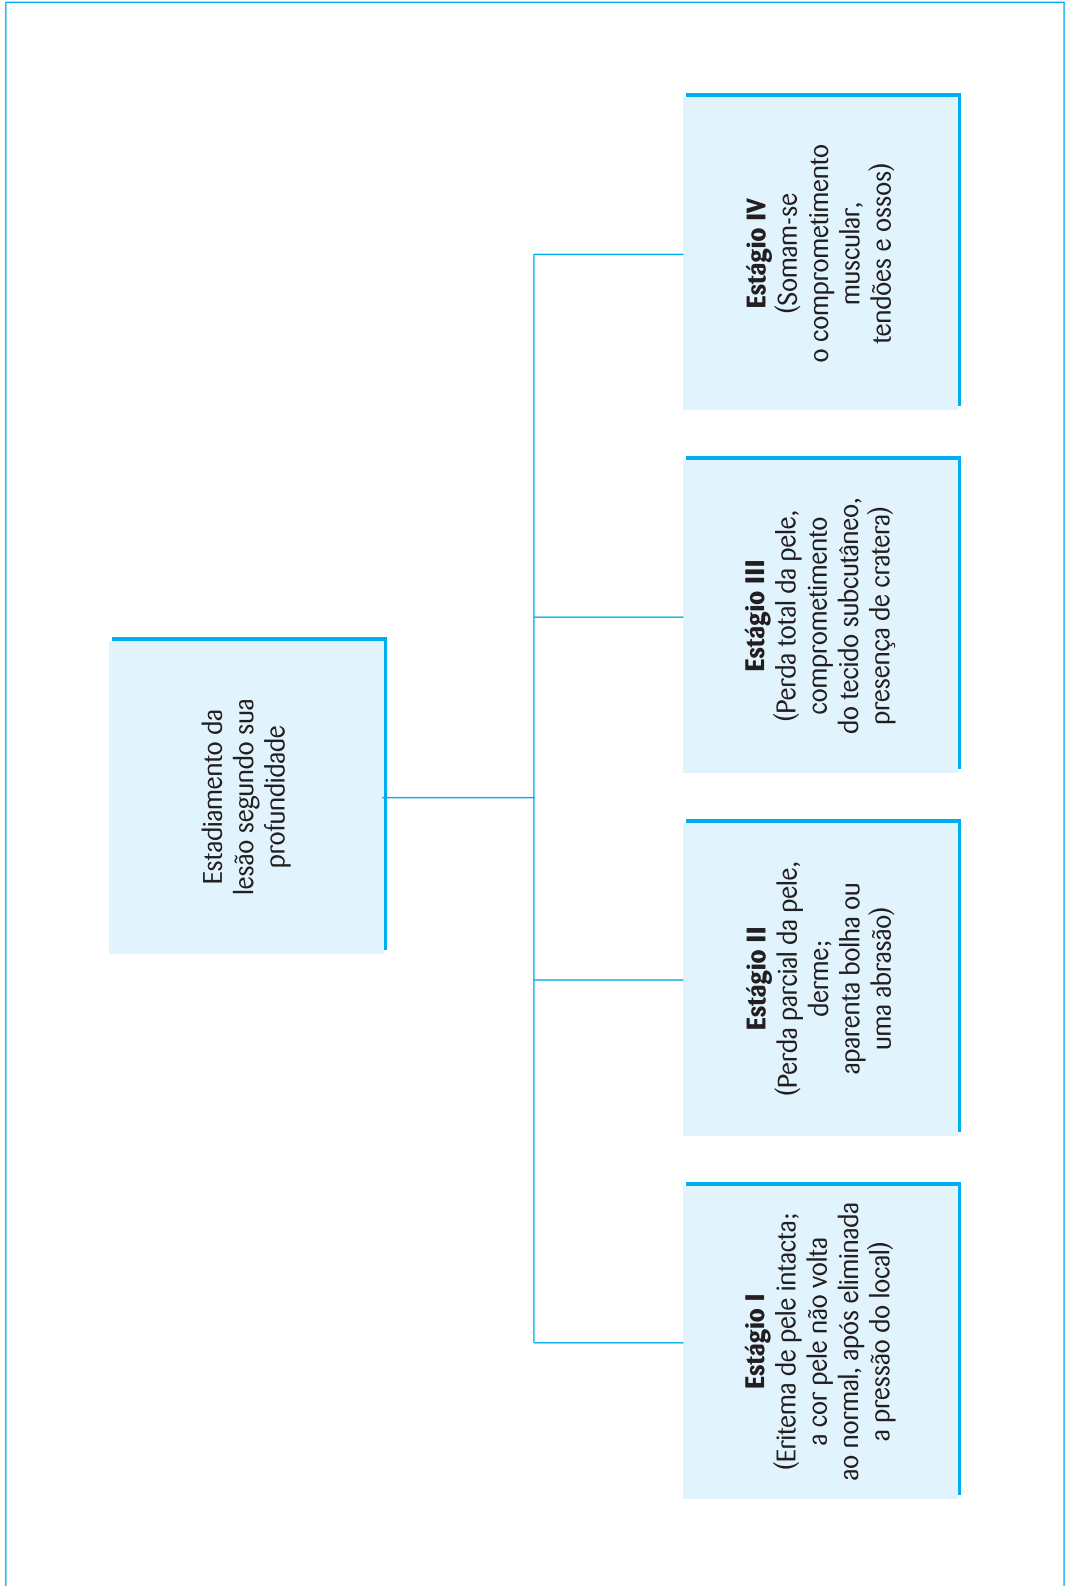 Estadiamento da
lesão segundo sua
profundidade
Estágio I
(Eritema de pele intacta;
a cor pele não volta
ao normal, após eliminada
a pressão do local)
Estágio II
(Perda parcial da pele,
derme;
aparenta bolha ou
uma abrasão)
Estágio III
(Perda total da pele,
comprometimento
do tecido subcutâneo,
presença de cratera)
Estágio IV
(Somam-se
o comprometimento
muscular,
tendões e ossos)